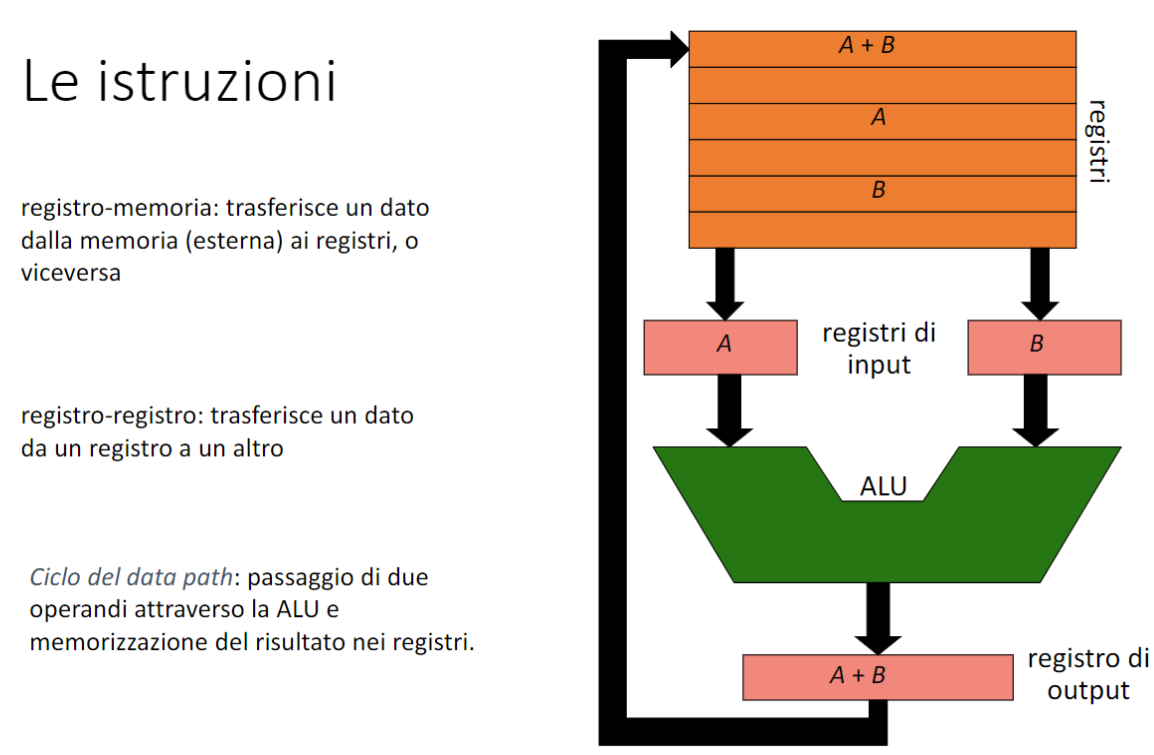 Le istruzioni
registro-memoria: trasferisce un dato
dalla memoria (esterna) ai registri, o
viceversa
registro-registro: trasferisce un dato
da un registro a un altro
Ciclo del data path: passaggio di due
operandi attraverso la ALU e
memorizzazione del risultato nei registri.
A + B
A
B
registri
A
registri di
input
B
ALU
A + B
registro di
output